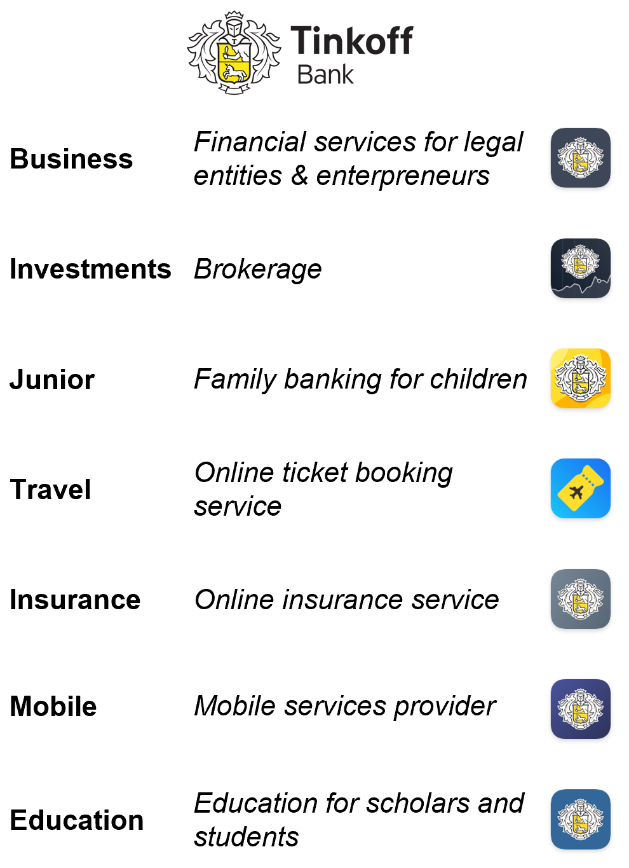 Tinkoff
Bank
Business
Financial services for legal
entities & enterpreneurs
Investments
Brokerage
Junior
Family banking for children
Travel
Online ticket booking
service
Insurance
Online insurance service
Mobile
Mobile services provider
Education
Education for scholars and
students